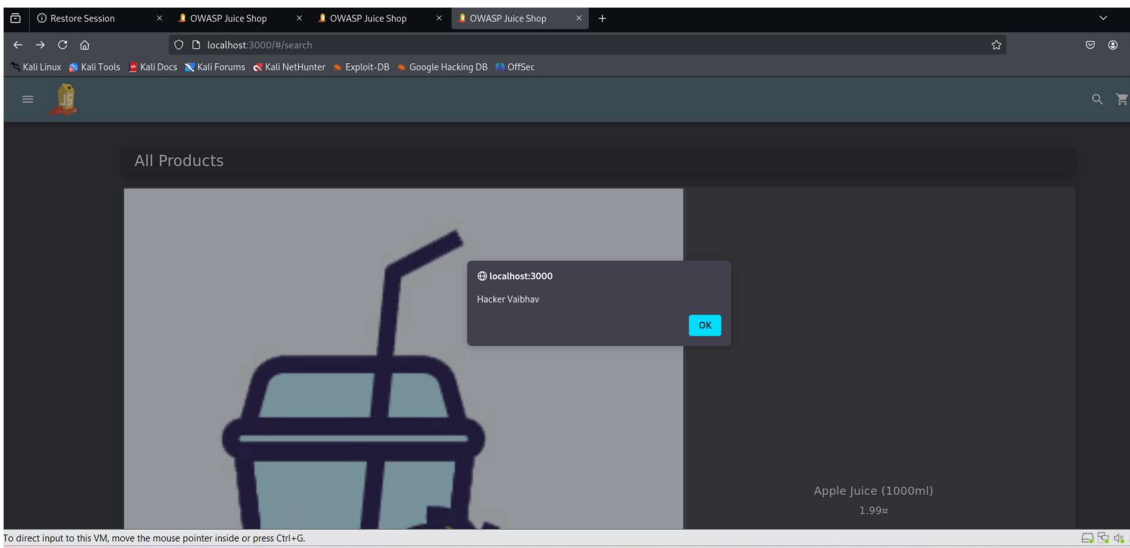 Restore Session
OWASP Juice Shop
OWASP Juice Shop
OWASP Juice Shop
localhost:3000/#/search
Kali Linux Kali Tools Kali Docs Kali Forums Kali NetHunter Exploit-DB Google Hacking DB OffSec
All Products
localhost:3000
Hacker Vaibhav
OK
Apple Juice (1000ml)
1.99¤
To direct input to this VM, move the mouse pointer inside or press Ctrl+G.